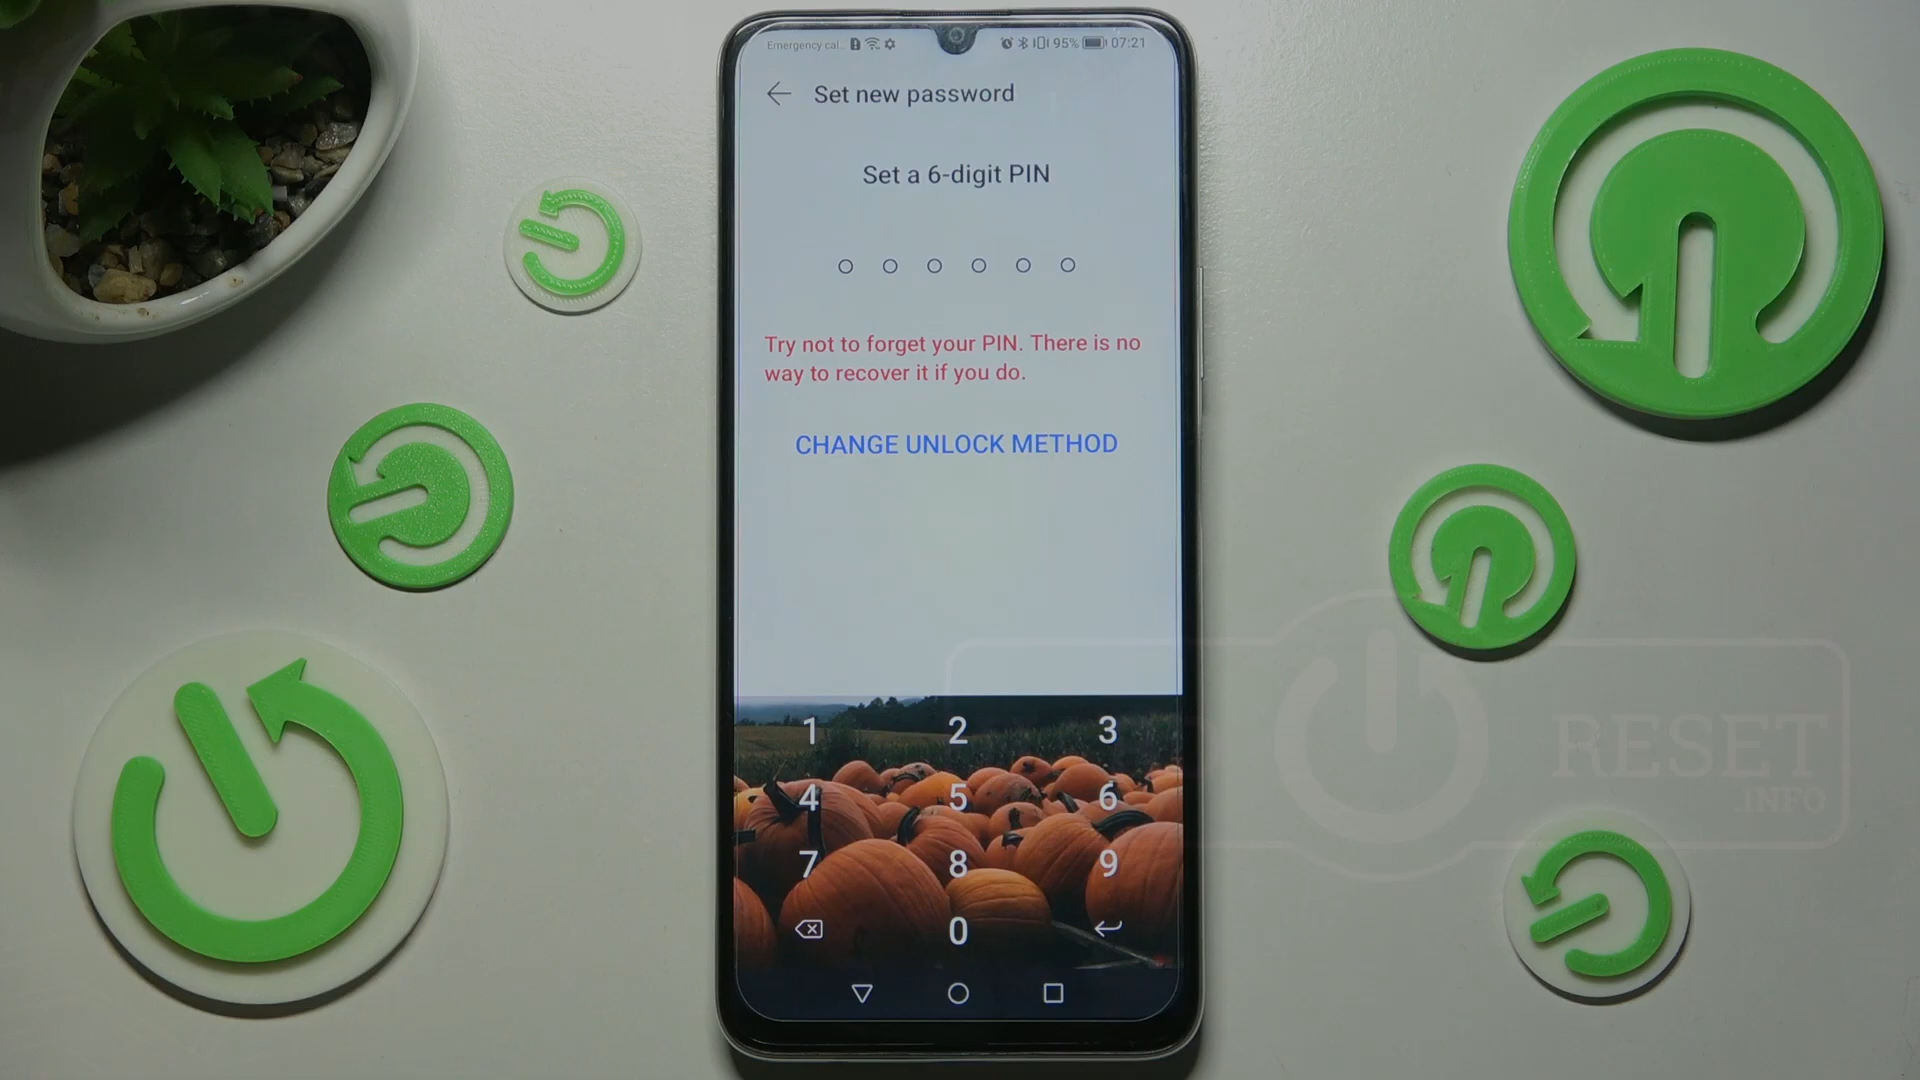 Emergency cal... 95% 07:21
Set new password
Set a 6-digit PIN
Try not to forget your PIN. There is no
way to recover it if you do.
CHANGE UNLOCK METHOD
1 2 3
4 5 6
7 8 9
0
RESET
.INFO